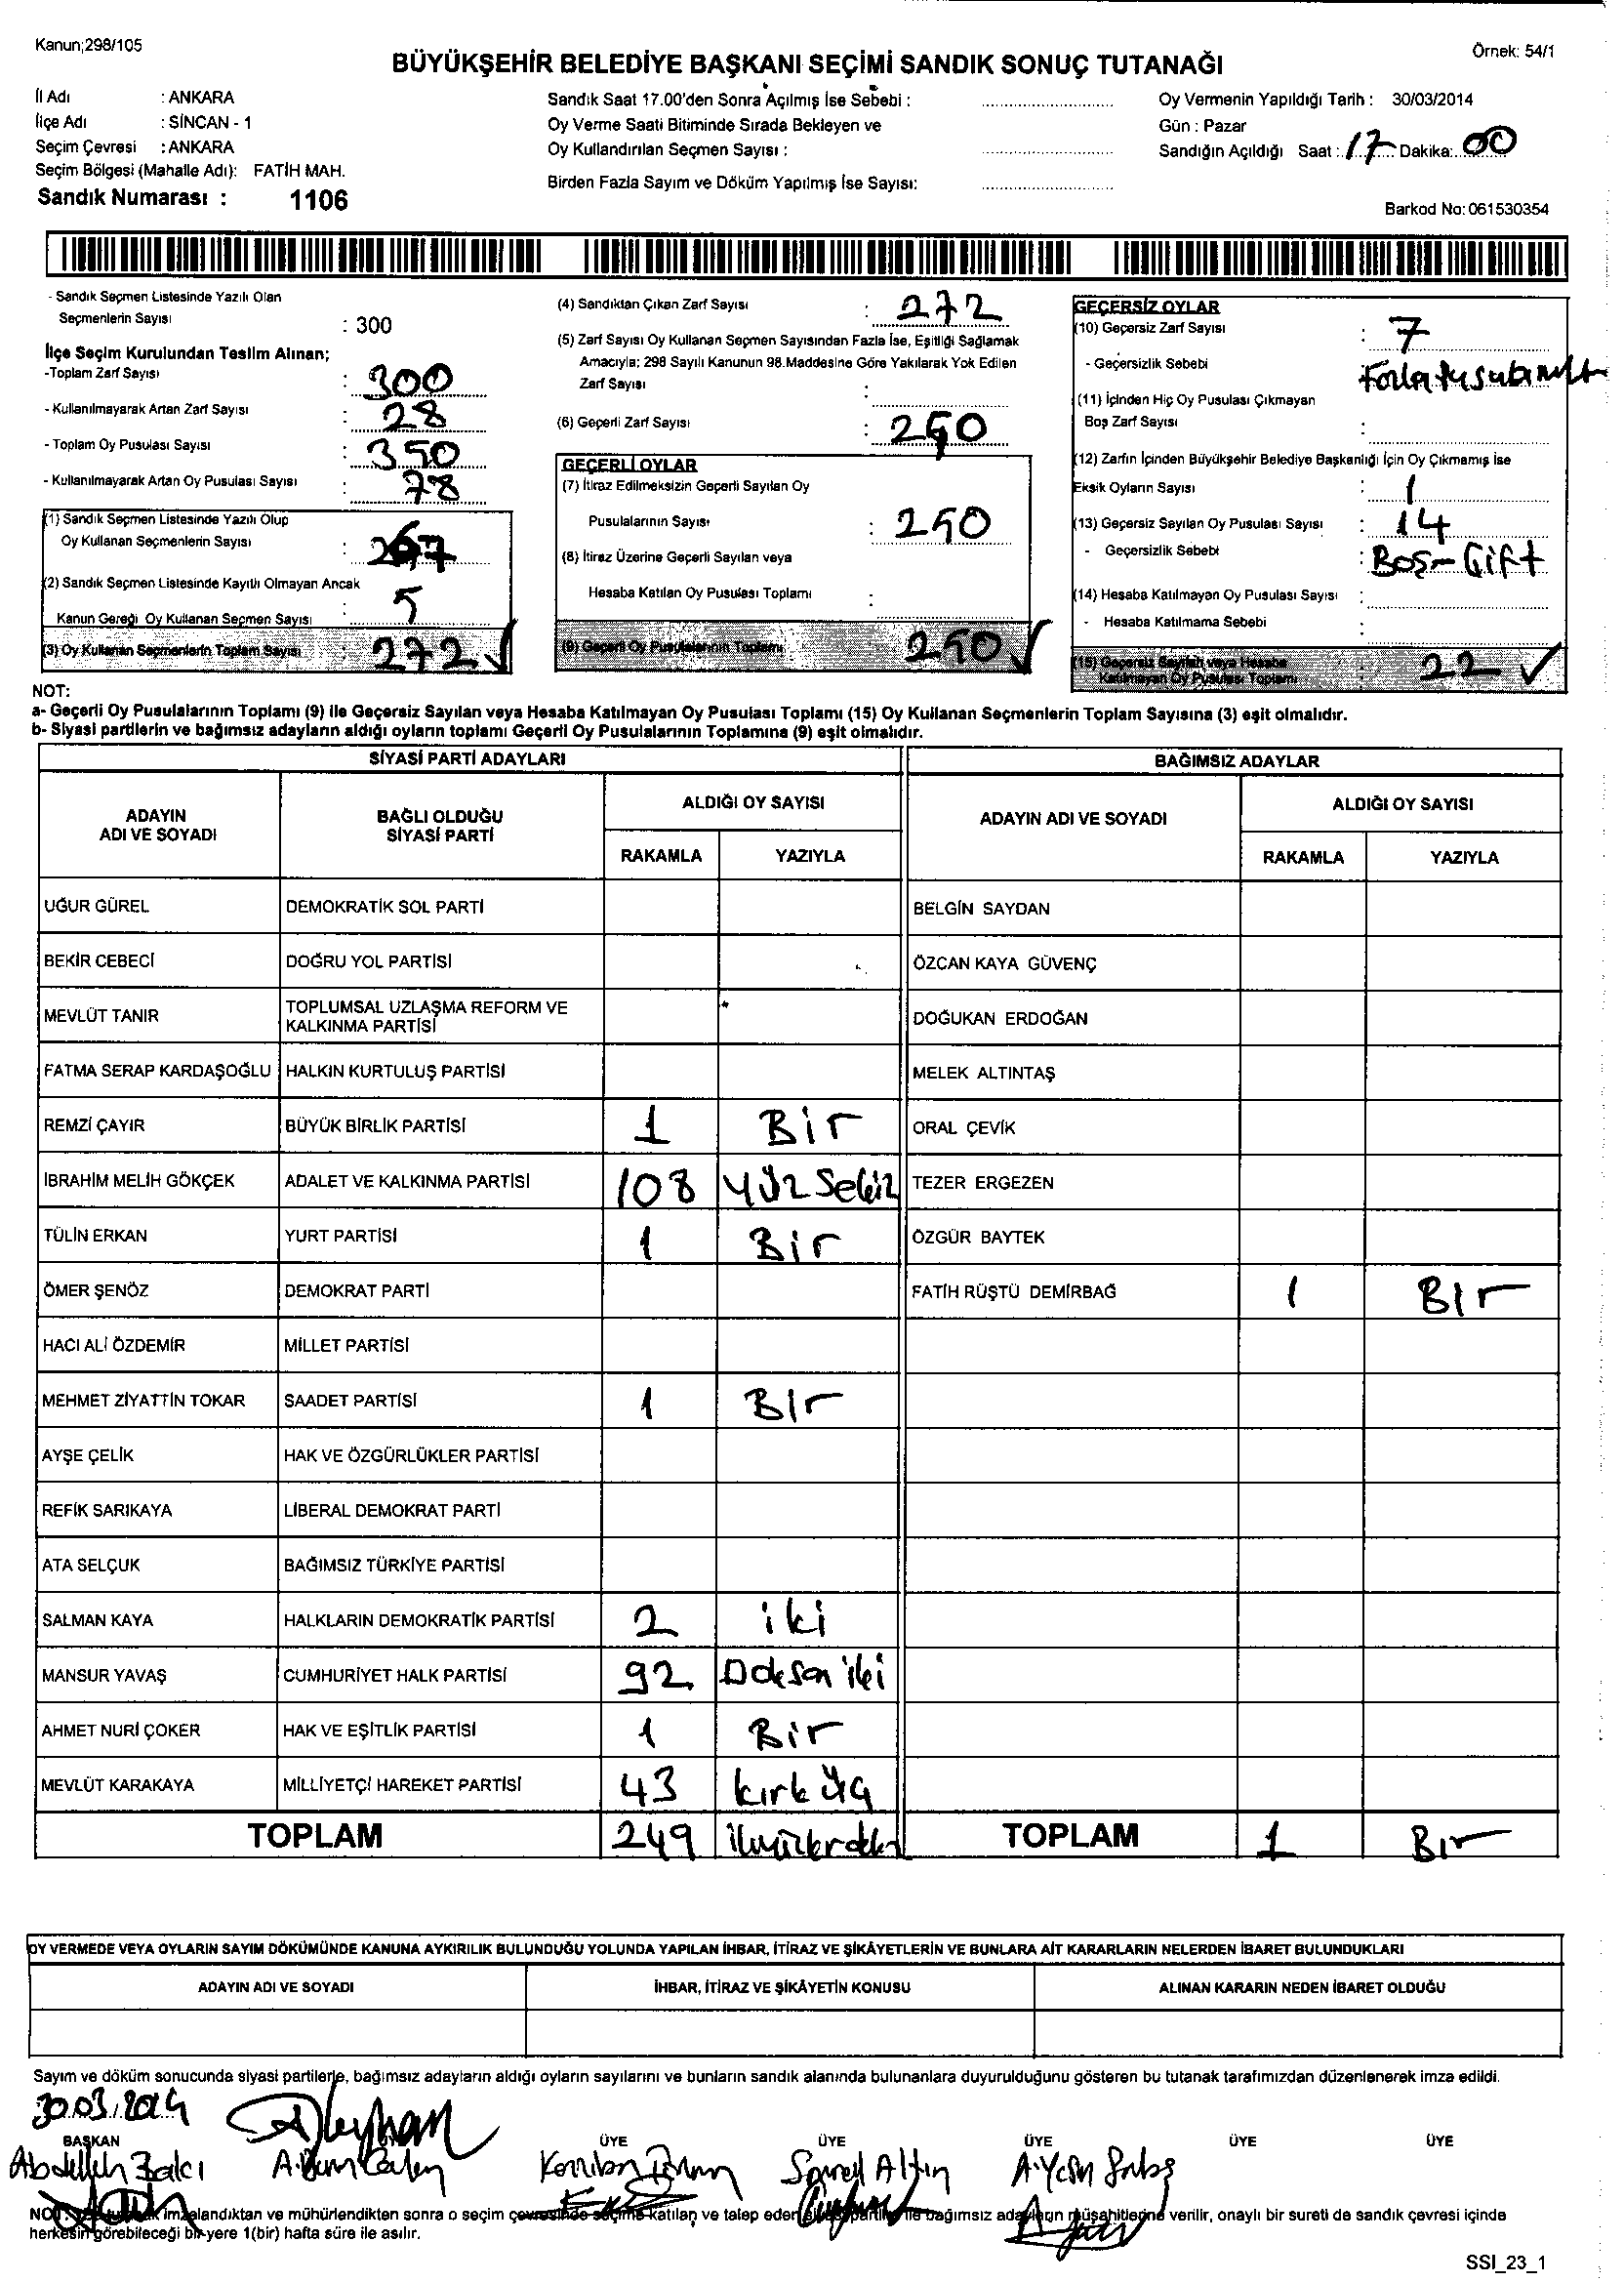 Kanun;298/105
Örnek: 54/1
BÜYÜKŞEHİR BELEDİYE BAŞKANI SEÇİMİ SANDIK SONUÇ TUTANAĞI
İl Adı : ANKARA
İlçe Adı : SİNCAN - 1
Seçim Çevresi : ANKARA
Seçim Bölgesi (Mahalle Adı): FATİH MAH.
Sandık Numarası : 1106
Sandık Saat 17.00'den Sonra Açılmış İse Sebebi :
Oy Verme Saati Bitiminde Sırada Bekleyen ve
Oy Kullandırılan Seçmen Sayısı :
Birden Fazla Sayım ve Döküm Yapılmış İse Sayısı:
Oy Vermenin Yapıldığı Tarih : 30/03/2014
Gün : Pazar
Sandığın Açıldığı Saat : 17 Dakika: 00
Barkod No: 061530354
- Sandık Seçmen Listesinde Yazılı Olan
Seçmenlerin Sayısı : 300
İlçe Seçim Kurulundan Teslim Alınan;
-Toplam Zarf Sayısı : 300
- Kullanılmayarak Artan Zarf Sayısı : 28
- Toplam Oy Pusulası Sayısı : 350
- Kullanılmayarak Artan Oy Pusulası Sayısı : 78
(1) Sandık Seçmen Listesinde Yazılı Olup
Oy Kullanan Seçmenlerin Sayısı : 267
(2) Sandık Seçmen Listesinde Kayıtlı Olmayan Ancak
Kanun Gereği Oy Kullanan Seçmen Sayısı : 5
(3) Oy Kullanan Seçmenlerin Toplam Sayısı : 272 ✓
(4) Sandıktan Çıkan Zarf Sayısı : 272
(5) Zarf Sayısı Oy Kullanan Seçmen Sayısından Fazla İse, Eşitliği Sağlamak
Amacıyla; 298 Sayılı Kanunun 98.Maddesine Göre Yakılarak Yok Edilen
Zarf Sayısı :
(6) Geçerli Zarf Sayısı : 250
GEÇERLİ OYLAR
(7) İtiraz Edilmeksizin Geçerli Sayılan Oy
Pusulalarının Sayısı : 250
(8) İtiraz Üzerine Geçerli Sayılan veya
Hesaba Katılan Oy Pusulası Toplamı :
(9) Geçerli Oy Pusulalarının Toplamı : 250 ✓
GEÇERSİZ OYLAR
(10) Geçersiz Zarf Sayısı : 7
- Geçersizlik Sebebi
(11) İçinden Hiç Oy Pusulası Çıkmayan
Boş Zarf Sayısı :
(12) Zarfın İçinden Büyükşehir Belediye Başkanlığı İçin Oy Çıkmamış İse
Eksik Oyların Sayısı : 1
(13) Geçersiz Sayılan Oy Pusulası Sayısı : 14
- Geçersizlik Sebebi : Boş - Çift
(14) Hesaba Katılmayan Oy Pusulası Sayısı :
- Hesaba Katılmama Sebebi :
(15) Geçersiz Sayılan veya Hesaba
Katılmayan Oy Pusulası Toplamı : 22 ✓
NOT:
a- Geçerli Oy Pusulalarının Toplamı (9) ile Geçersiz Sayılan veya Hesaba Katılmayan Oy Pusulası Toplamı (15) Oy Kullanan Seçmenlerin Toplam Sayısına (3) eşit olmalıdır.
b- Siyasi partilerin ve bağımsız adayların aldığı oyların toplamı Geçerli Oy Pusulalarının Toplamına (9) eşit olmalıdır.
SİYASİ PARTİ ADAYLARI
BAĞIMSIZ ADAYLAR
ADAYIN ADI VE SOYADI
BAĞLI OLDUĞU SİYASİ PARTİ
ALDIĞI OY SAYISI
RAKAMLA YAZIYLA
ADAYIN ADI VE SOYADI
ALDIĞI OY SAYISI
RAKAMLA YAZIYLA
UĞUR GÜREL DEMOKRATİK SOL PARTİ BELGİN SAYDAN
BEKİR CEBECİ DOĞRU YOL PARTİSİ ÖZCAN KAYA GÜVENÇ
MEVLÜT TANIR TOPLUMSAL UZLAŞMA REFORM VE KALKINMA PARTİSİ DOĞUKAN ERDOĞAN
FATMA SERAP KARDAŞOĞLU HALKIN KURTULUŞ PARTİSİ MELEK ALTINTAŞ
REMZİ ÇAYIR BÜYÜK BİRLİK PARTİSİ 1 Bir ORAL ÇEVİK
İBRAHİM MELİH GÖKÇEK ADALET VE KALKINMA PARTİSİ 108 yüz sekiz TEZER ERGEZEN
TÜLİN ERKAN YURT PARTİSİ 1 Bir ÖZGÜR BAYTEK
ÖMER ŞENÖZ DEMOKRAT PARTİ FATİH RÜŞTÜ DEMİRBAĞ 1 Bir
HACI ALİ ÖZDEMİR MİLLET PARTİSİ
MEHMET ZİYATTİN TOKAR SAADET PARTİSİ 1 Bir
AYŞE ÇELİK HAK VE ÖZGÜRLÜKLER PARTİSİ
REFİK SARIKAYA LİBERAL DEMOKRAT PARTİ
ATA SELÇUK BAĞIMSIZ TÜRKİYE PARTİSİ
SALMAN KAYA HALKLARIN DEMOKRATİK PARTİSİ 2 iki
MANSUR YAVAŞ CUMHURİYET HALK PARTİSİ 92 Doksan iki
AHMET NURİ ÇOKER HAK VE EŞİTLİK PARTİSİ 1 Bir
MEVLÜT KARAKAYA MİLLİYETÇİ HAREKET PARTİSİ 43 kırk üç
TOPLAM 249 TOPLAM 1 Bir
OY VERMEDE VEYA OYLARIN SAYIM DÖKÜMÜNDE KANUNA AYKIRILIK BULUNDUĞU YOLUNDA YAPILAN İHBAR, İTİRAZ VE ŞİKÂYETLERİN VE BUNLARA AİT KARARLARIN NELERDEN İBARET BULUNDUKLARI
ADAYIN ADI VE SOYADI İHBAR, İTİRAZ VE ŞİKÂYETİN KONUSU ALINAN KARARIN NEDEN İBARET OLDUĞU
Sayım ve döküm sonucunda siyasi partilerle, bağımsız adayların aldığı oyların sayılarını ve bunların sandık alanında bulunanlara duyurulduğunu gösteren bu tutanak tarafımızdan düzenlenerek imza edildi.
30.03.2014
BAŞKAN ÜYE ÜYE ÜYE ÜYE ÜYE
Abdullah Balcı
NOT: imzalandıktan ve mühürlendikten sonra o seçim çevresinde seçime katılan ve talep eden siyasi partiler ile bağımsız adayların müşahitlerine verilir, onaylı bir sureti de sandık çevresi içinde
herkesin görebileceği bir yere 1(bir) hafta süre ile asılır.
SSI_23_1